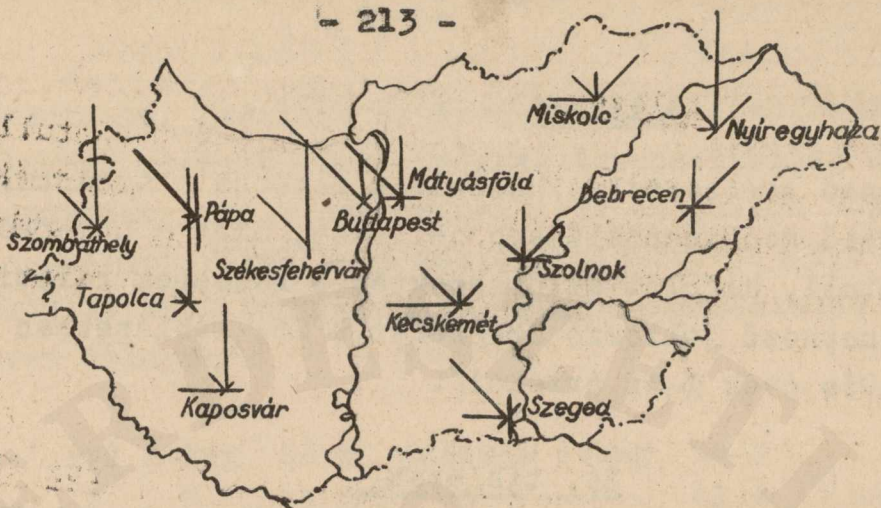 - 213 -
Miskolc
Nyiregyhaza
Mátyásföld
Debrecen
Pápa
Budapest
Szombathely
Székesfehérvár
Szolnok
Tapolca
Kecskemét
Kaposvár
Szeged